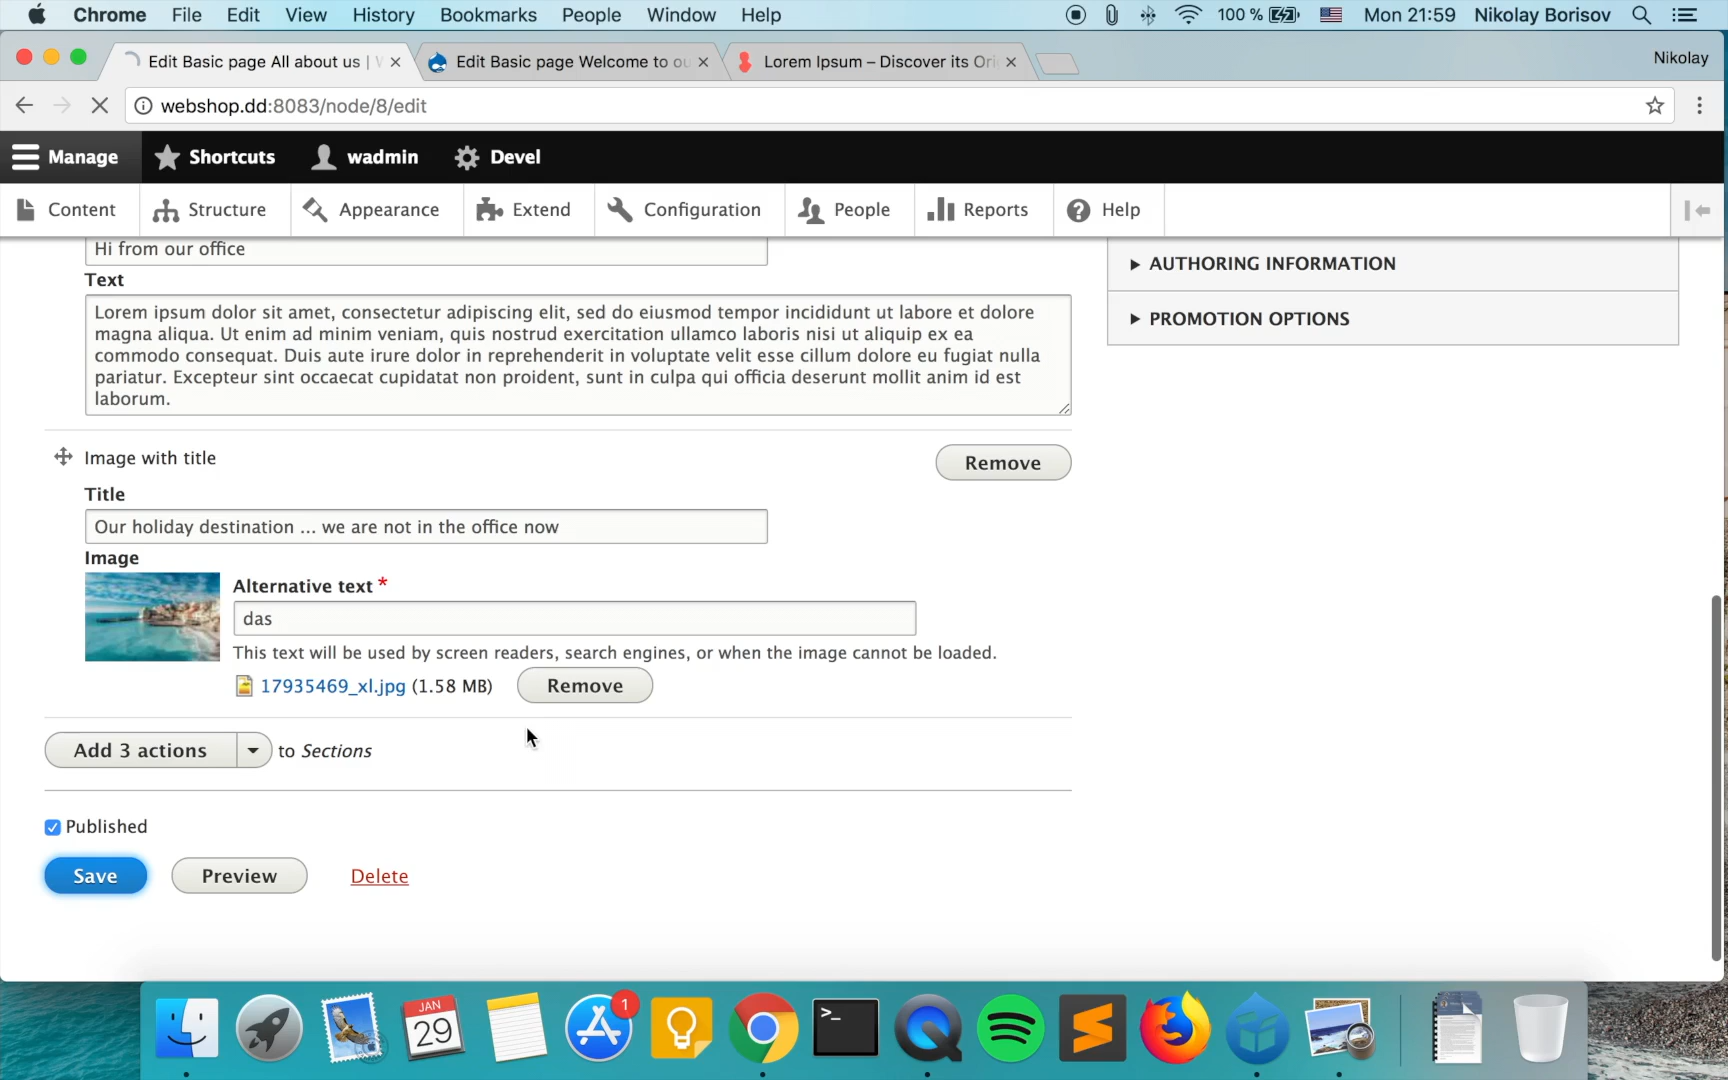 Chrome File Edit View History Bookmarks People Window Help 100 % Mon 21:59 Nikolay Borisov
Edit Basic page All about us | Edit Basic page Welcome to ou Lorem Ipsum – Discover its Ori Nikolay
webshop.dd:8083/node/8/edit
Manage Shortcuts wadmin Devel
Content Structure Appearance Extend Configuration People Reports Help
Hi from our office
Text
Lorem ipsum dolor sit amet, consectetur adipiscing elit, sed do eiusmod tempor incididunt ut labore et dolore
magna aliqua. Ut enim ad minim veniam, quis nostrud exercitation ullamco laboris nisi ut aliquip ex ea
commodo consequat. Duis aute irure dolor in reprehenderit in voluptate velit esse cillum dolore eu fugiat nulla
pariatur. Excepteur sint occaecat cupidatat non proident, sunt in culpa qui officia deserunt mollit anim id est
laborum.
AUTHORING INFORMATION
PROMOTION OPTIONS
Image with title
Remove
Title
Our holiday destination ... we are not in the office now
Image
Alternative text *
das
This text will be used by screen readers, search engines, or when the image cannot be loaded.
17935469_xl.jpg (1.58 MB) Remove
Add 3 actions to Sections
Published
Save Preview Delete
JAN
29
1
>_